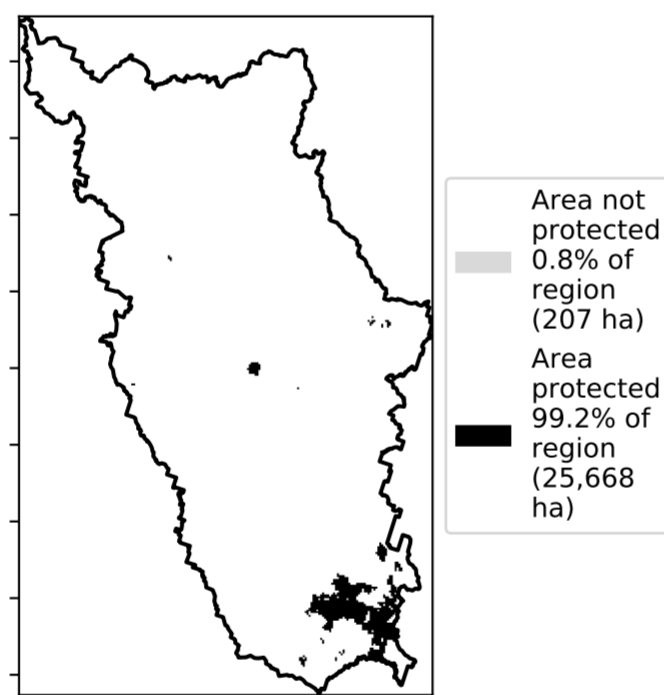 Area not
protected
0.8% of
region
(207 ha)
Area
protected
99.2% of
region
(25,668
ha)